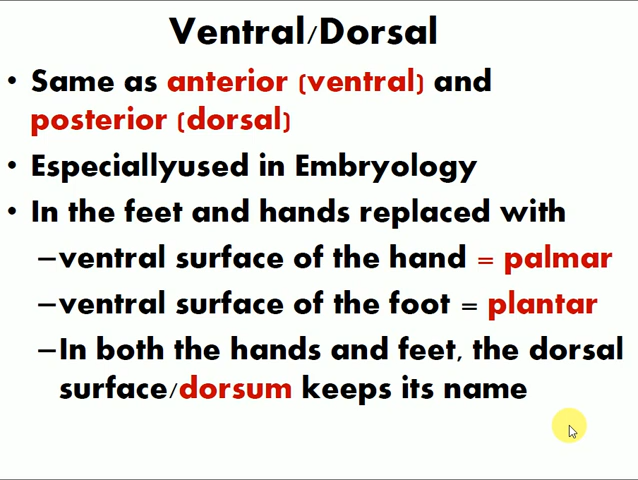 Ventral/Dorsal
• Same as anterior (ventral) and
posterior (dorsal)
• Especiallyused in Embryology
• In the feet and hands replaced with
–ventral surface of the hand = palmar
–ventral surface of the foot = plantar
–In both the hands and feet, the dorsal
surface/dorsum keeps its name